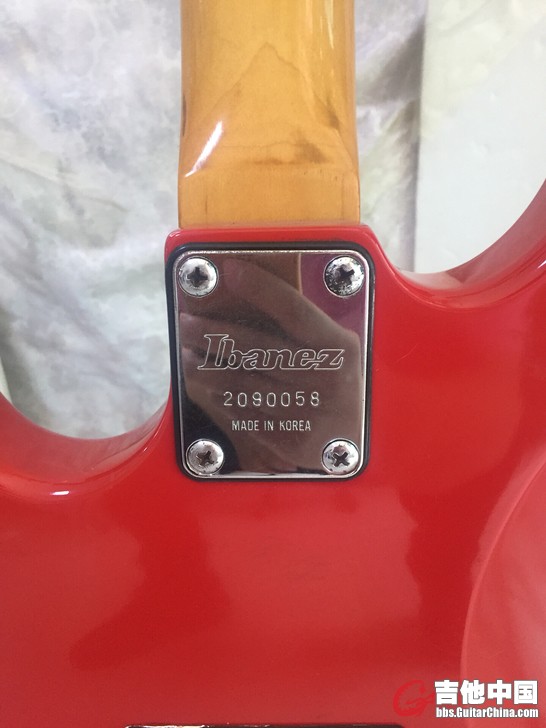 Ibanez
2090058
MADE IN KOREA
吉他中国
bbs.GuitarChina.com